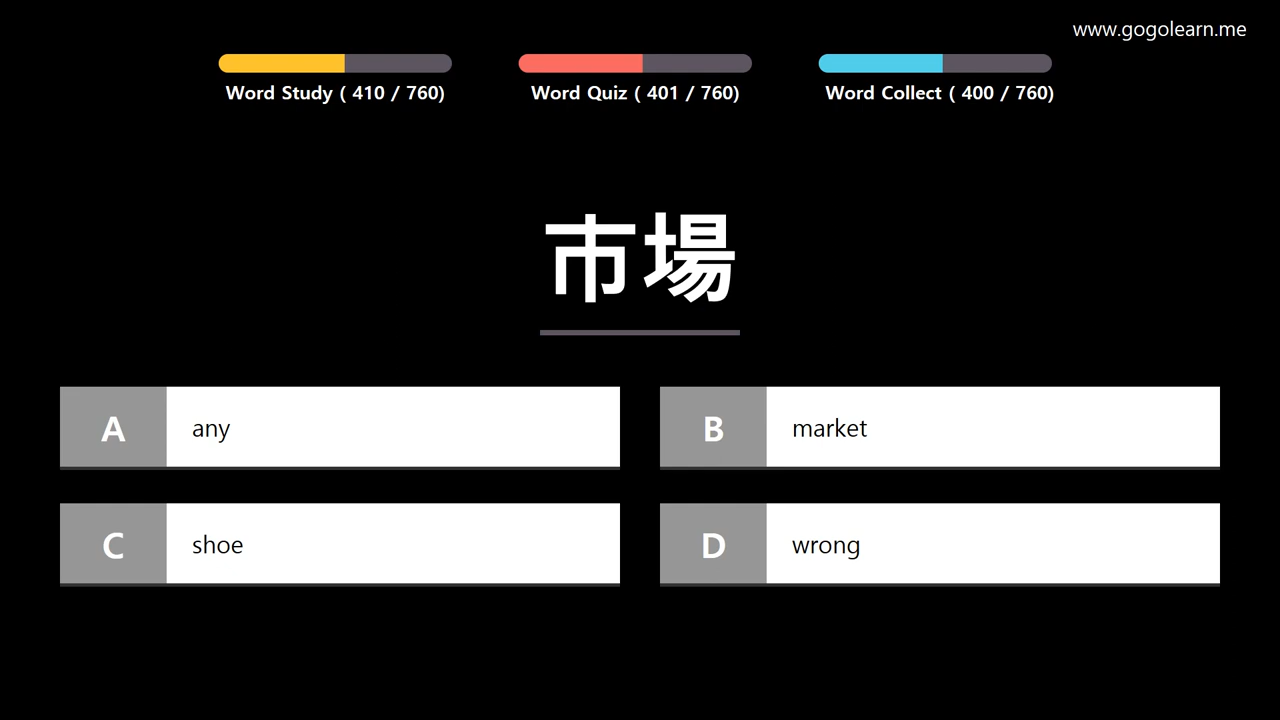 www.gogolearn.me
Word Study ( 410 / 760)
Word Quiz ( 401 / 760)
Word Collect ( 400 / 760)
市場
A any
B market
C shoe
D wrong